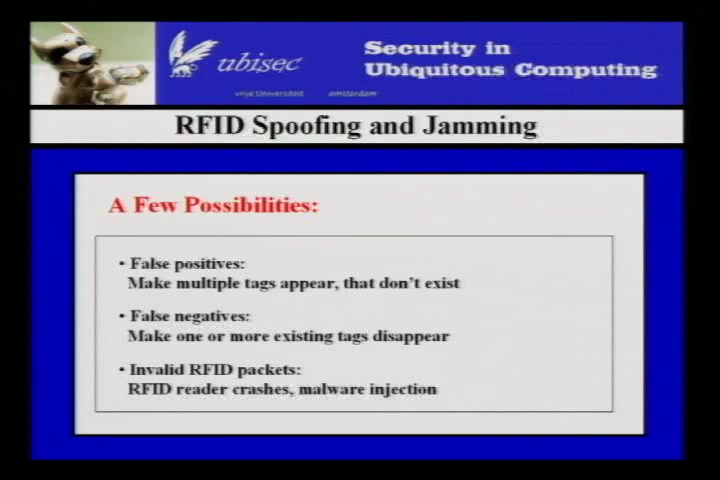 ubisec
vrije Universiteit amsterdam
Security in
Ubiquitous Computing
RFID Spoofing and Jamming
A Few Possibilities:
• False positives:
Make multiple tags appear, that don't exist
• False negatives:
Make one or more existing tags disappear
• Invalid RFID packets:
RFID reader crashes, malware injection